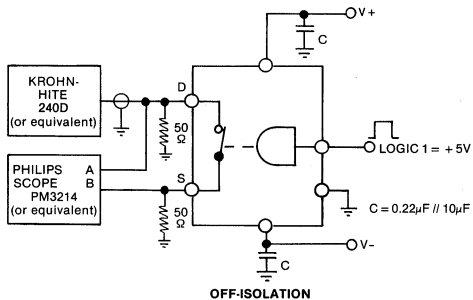 V+
C
KROHN-
HITE
240D
(or equivalent)
D
50
Ω
LOGIC 1 = +5V
PHILIPS A
SCOPE B
PM3214
(or equivalent)
S
50
Ω
C = 0.22μF // 10μF
V–
C
OFF-ISOLATION